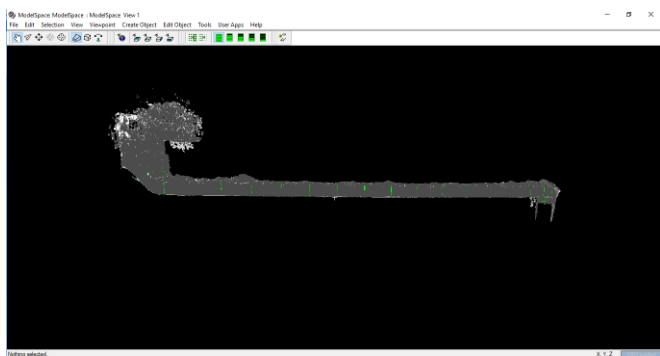 ModelSpace ModelSpace : ModelSpace View 1
File Edit Selection View Viewpoint Create Object Edit Object Tools User Apps Help
Nothing selected X Y Z